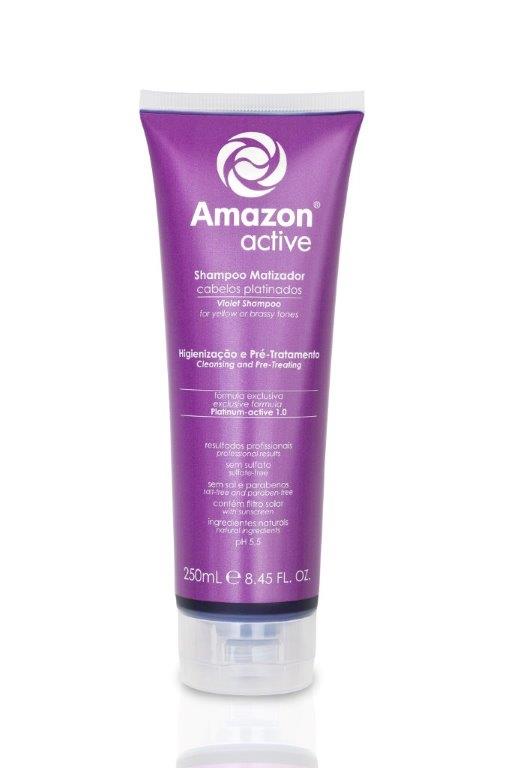 Amazon®
active
Shampoo Matizador
cabelos platinados
Violet Shampoo
for yellow or brassy tones
Higienização e Pré-Tratamento
Cleansing and Pre-Treating
fórmula exclusiva
exclusive formula
Platinum-active 1.0
resultados profissionais
professional results
sem sulfato
sulfate-free
sem sal e parabenos
salt-free and paraben-free
contém filtro solar
with sunscreen
ingredientes naturais
natural ingredients
pH 5,5
250mL ℮ 8.45 FL. OZ.